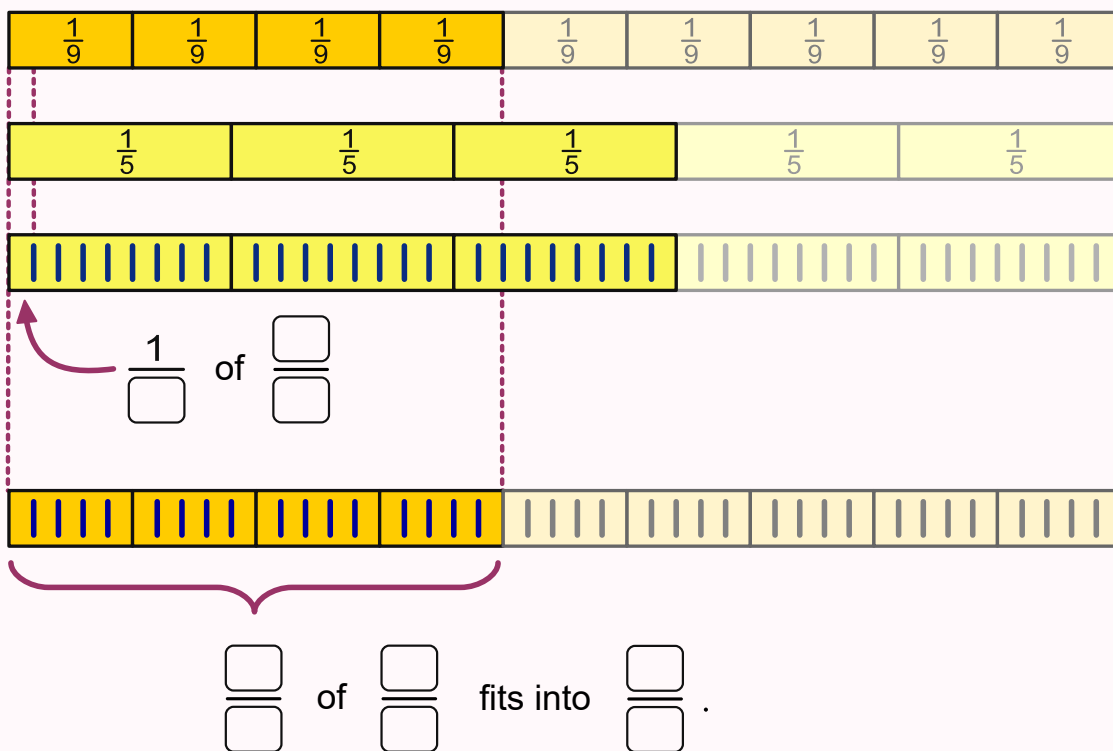 1/9 1/9 1/9 1/9 1/9 1/9 1/9 1/9 1/9
1/5 1/5 1/5 1/5 1/5
1/□ of □/□
□/□ of □/□ fits into □/□ .